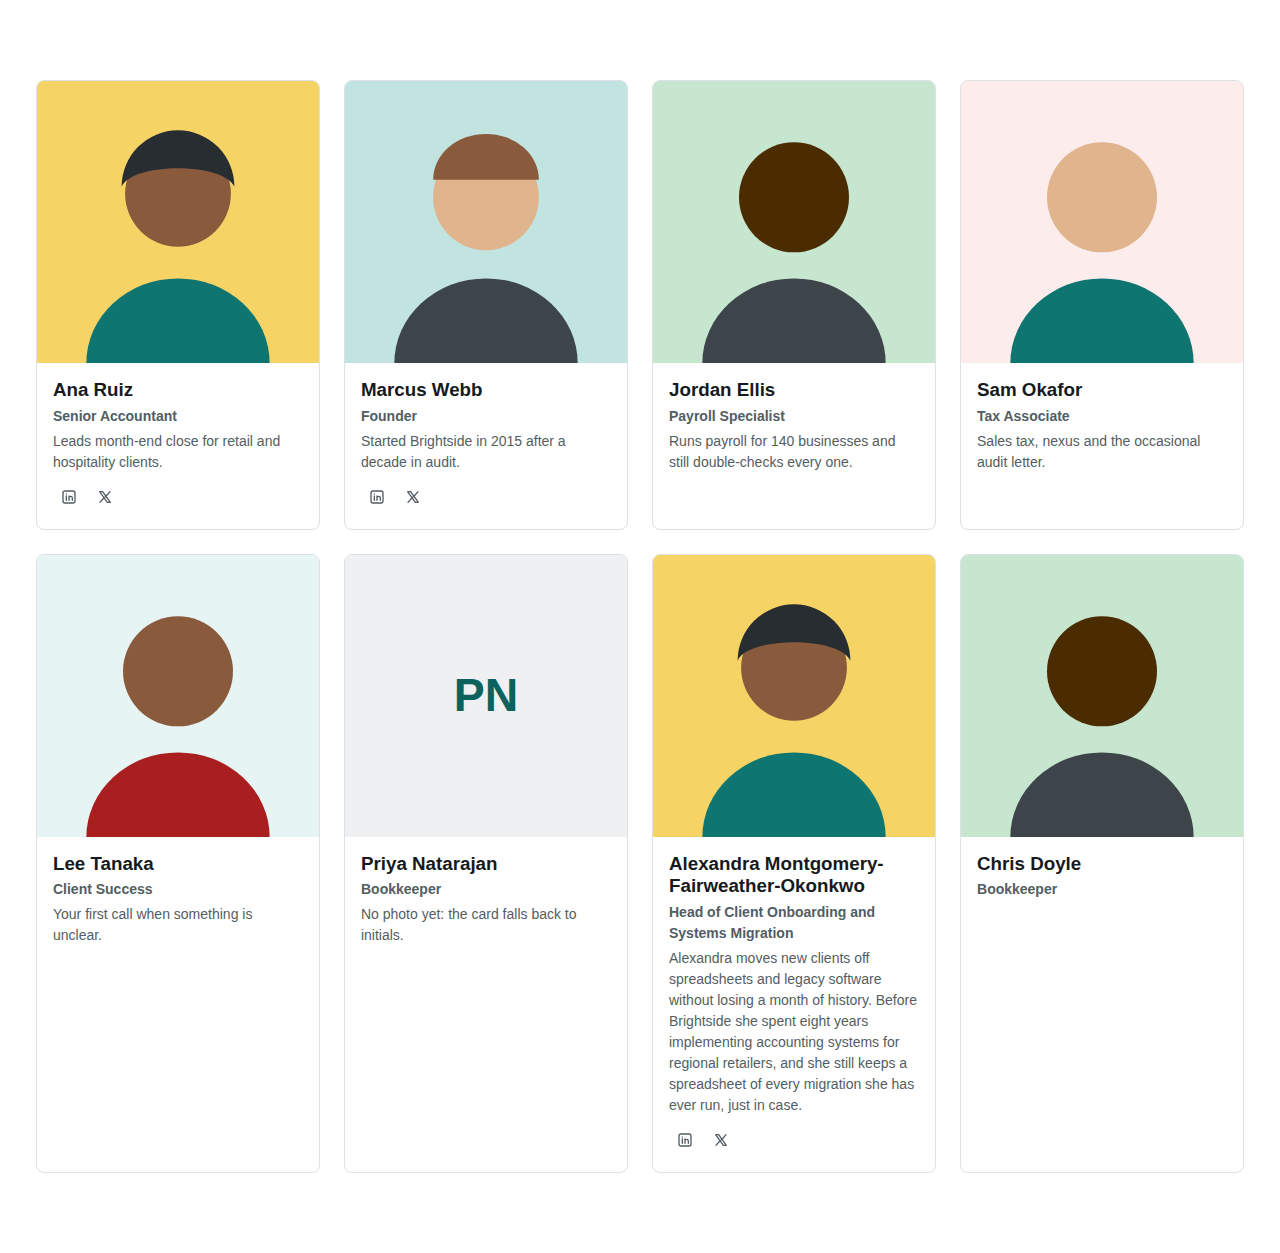 Ana Ruiz
Senior Accountant
Leads month-end close for retail and
hospitality clients.
Marcus Webb
Founder
Started Brightside in 2015 after a
decade in audit.
Jordan Ellis
Payroll Specialist
Runs payroll for 140 businesses and
still double-checks every one.
Sam Okafor
Tax Associate
Sales tax, nexus and the occasional
audit letter.
Lee Tanaka
Client Success
Your first call when something is
unclear.
PN
Priya Natarajan
Bookkeeper
No photo yet: the card falls back to
initials.
Alexandra Montgomery-
Fairweather-Okonkwo
Head of Client Onboarding and
Systems Migration
Alexandra moves new clients off
spreadsheets and legacy software
without losing a month of history. Before
Brightside she spent eight years
implementing accounting systems for
regional retailers, and she still keeps a
spreadsheet of every migration she has
ever run, just in case.
Chris Doyle
Bookkeeper